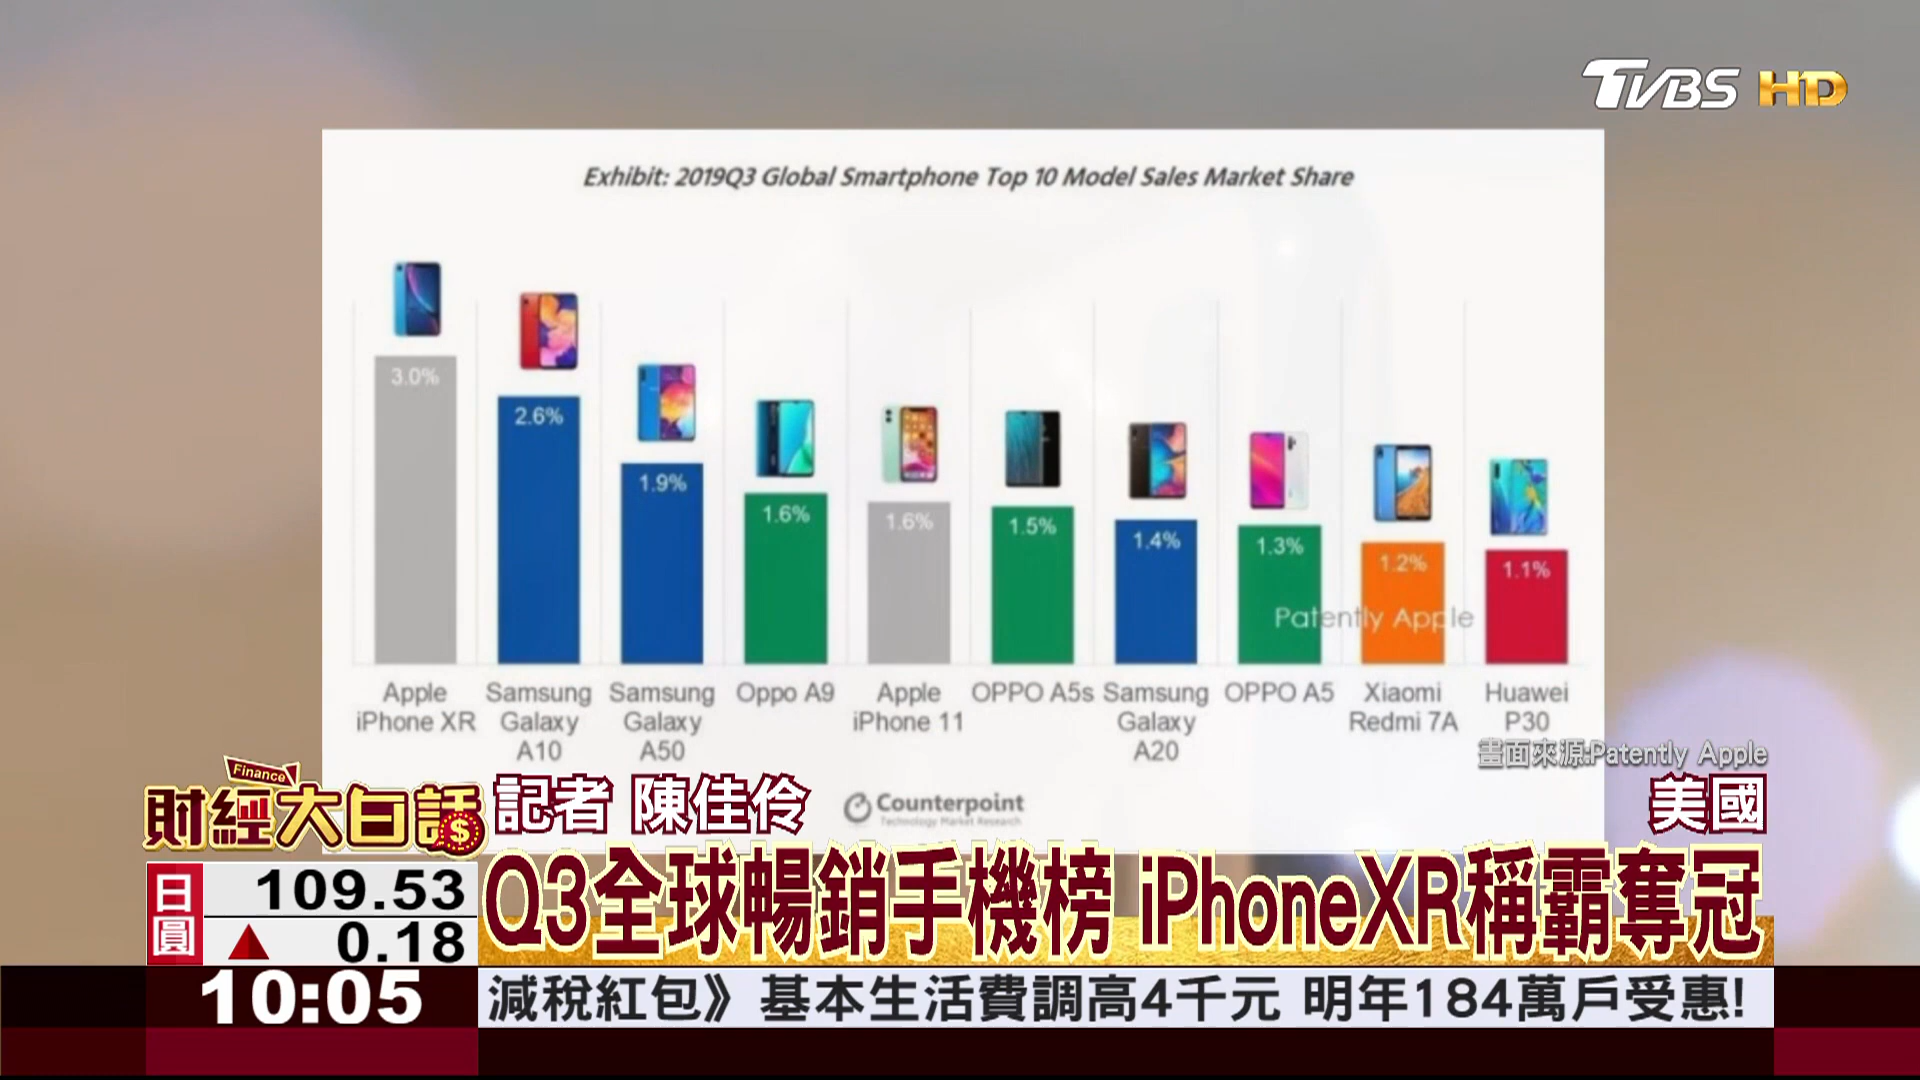 TVBS HD
Exhibit: 2019Q3 Global Smartphone Top 10 Model Sales Market Share
3.0%
2.6%
1.9%
1.6%
1.6%
1.5%
1.4%
1.3%
1.2%
1.1%
Patently Apple
Apple iPhone XR
Samsung Galaxy A10
Samsung Galaxy A50
Oppo A9
Apple iPhone 11
OPPO A5s
Samsung Galaxy A20
OPPO A5
Xiaomi Redmi 7A
Huawei P30
畫面來源:Patently Apple
Counterpoint
Technology Market Research
Finance
財經大白話
$
記者 陳佳伶
美國
Q3全球暢銷手機榜 iPhoneXR稱霸奪冠
日圓
109.53
0.18
10:05
減稅紅包》基本生活費調高4千元 明年184萬戶受惠!